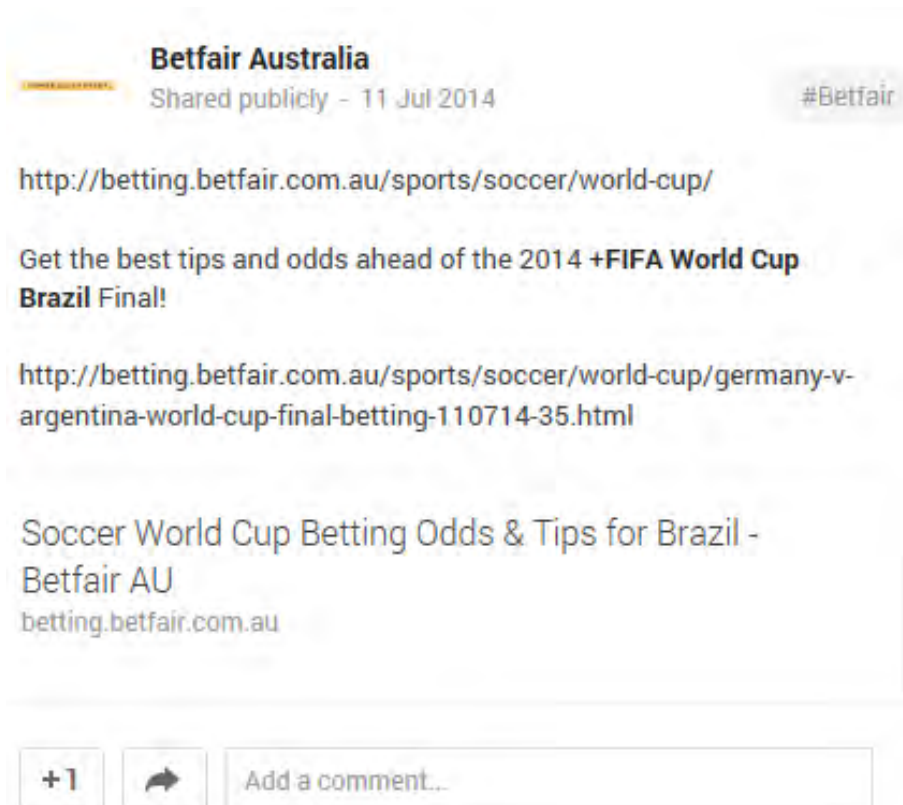 Betfair Australia
Shared publicly - 11 Jul 2014
#Betfair
http://betting.betfair.com.au/sports/soccer/world-cup/
Get the best tips and odds ahead of the 2014 +FIFA World Cup
Brazil Final!
http://betting.betfair.com.au/sports/soccer/world-cup/germany-v-
argentina-world-cup-final-betting-110714-35.html
Soccer World Cup Betting Odds & Tips for Brazil -
Betfair AU
betting.betfair.com.au
+1
Add a comment...